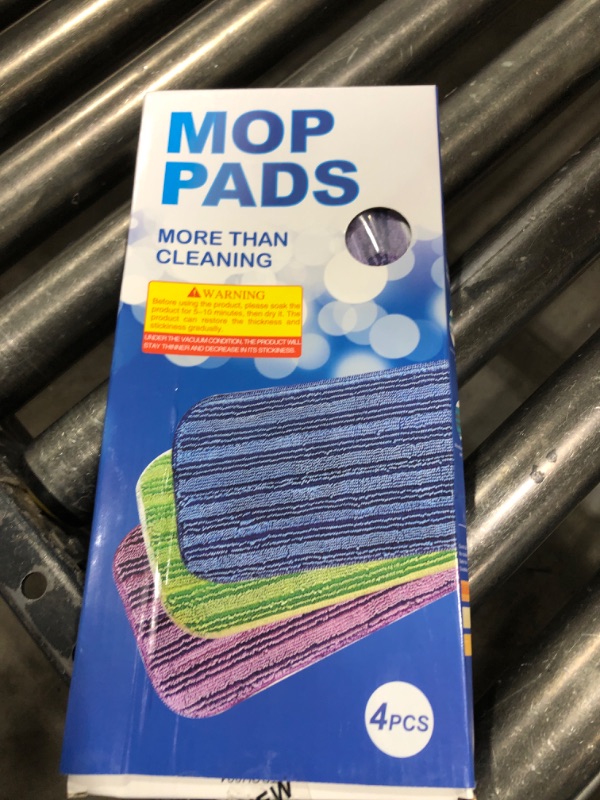 MOP
PADS
MORE THAN
CLEANING
WARNING
Before using the product, please soak the
product for 5-10 minutes, then dry it. The
product can restore the thickness and
stickiness gradually.
UNDER THE VACUUM CONDITION, THE PRODUCT WILL
STAY THINNER AND DECREASE IN ITS STICKINESS.
4PCS